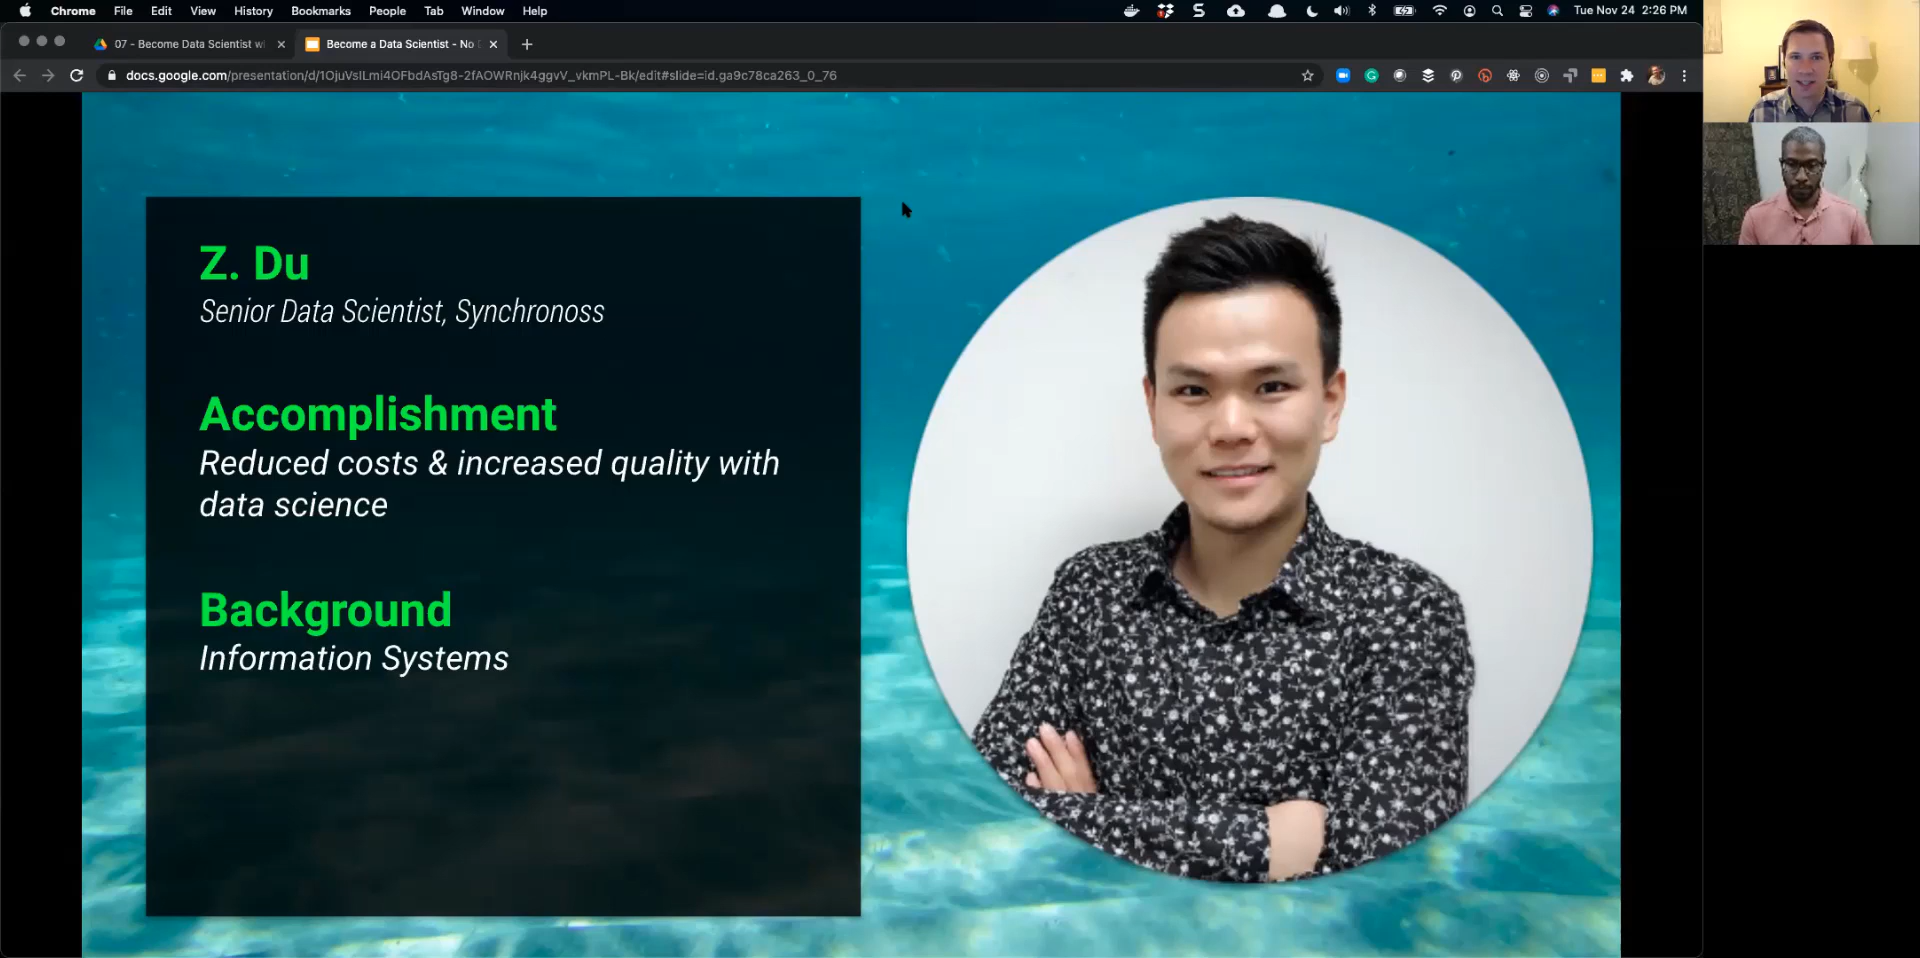 Chrome File Edit View History Bookmarks People Tab Window Help Tue Nov 24 2:26 PM
07 - Become Data Scientist wi
Become a Data Scientist - No
docs.google.com/presentation/d/1OjuVsILmi4OFbdAsTg8-2fAOWRnjk4ggvV_vkmPL-Bk/edit#slide=id.ga9c78ca263_0_76
Z. Du
Senior Data Scientist, Synchronoss
Accomplishment
Reduced costs & increased quality with
data science
Background
Information Systems